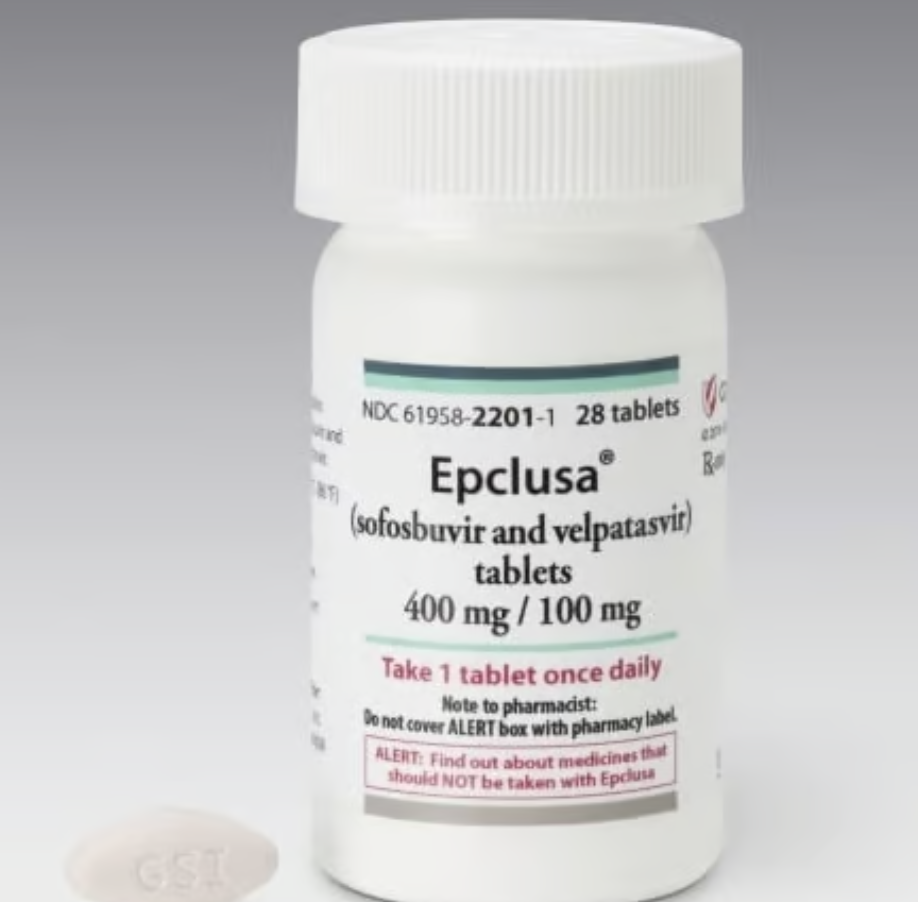 NDC 61958-2201-1 28 tablets
Epclusa®
(sofosbuvir and velpatasvir)
tablets
400 mg / 100 mg
Take 1 tablet once daily
Note to pharmacist:
Do not cover ALERT box with pharmacy label.
ALERT: Find out about medicines that
should NOT be taken with Epclusa
GSI